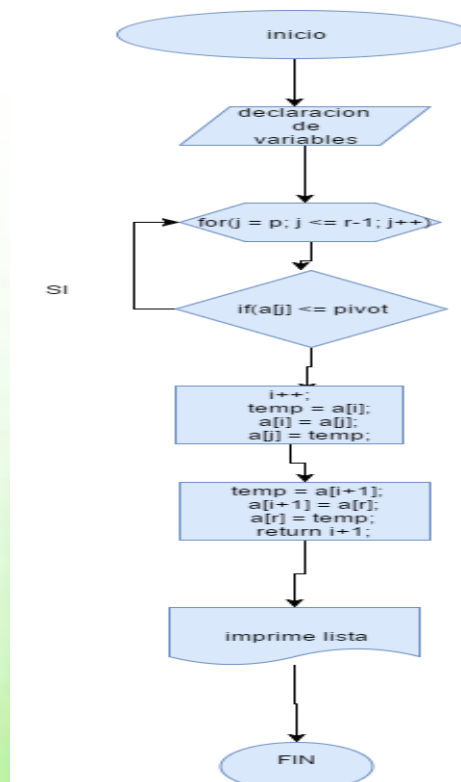 inicio
declaracion
de
variables
for(j = p; j <= r-1; j++)
SI
if(a[j] <= pivot
i++;
temp = a[i];
a[i] = a[j];
a[j] = temp;
temp = a[i+1];
a[i+1] = a[r];
a[r] = temp;
return i+1;
imprime lista
FIN